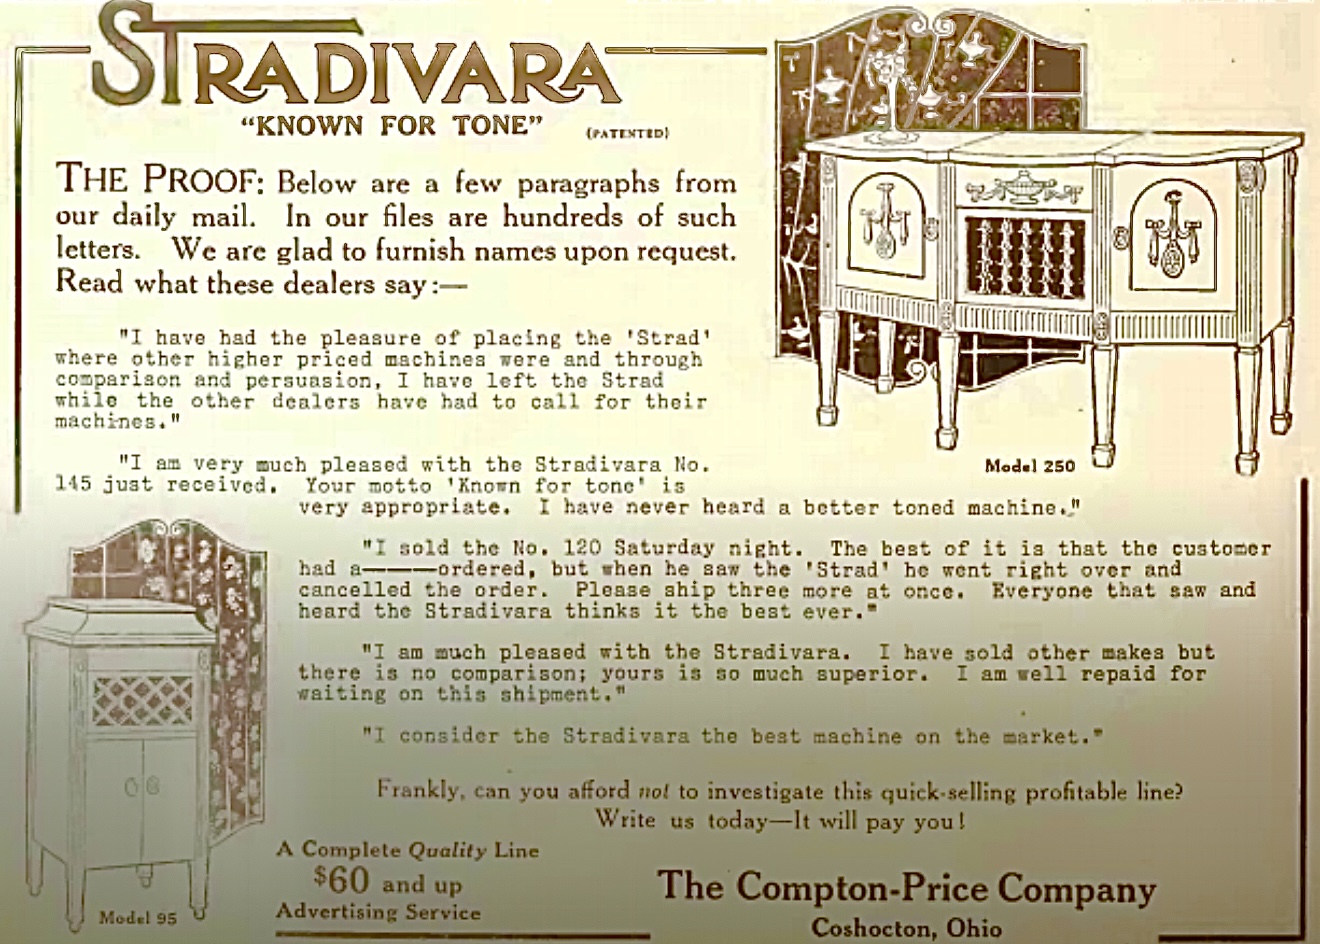 STRADIVARA
"KNOWN FOR TONE" (PATENTED)
THE PROOF: Below are a few paragraphs from
our daily mail. In our files are hundreds of such
letters. We are glad to furnish names upon request.
Read what these dealers say:—
"I have had the pleasure of placing the 'Strad'
where other higher priced machines were and through
comparison and persuasion, I have left the Strad
while the other dealers have had to call for their
machines."
Model 250
"I am very much pleased with the Stradivara No.
145 just received. Your motto 'Known for tone' is
very appropriate. I have never heard a better toned machine."
"I sold the No. 120 Saturday night. The best of it is that the customer
had a———ordered, but when he saw the 'Strad' he went right over and
cancelled the order. Please ship three more at once. Everyone that saw and
heard the Stradivara thinks it the best ever."
"I am much pleased with the Stradivara. I have sold other makes but
there is no comparison; yours is so much superior. I am well repaid for
waiting on this shipment."
"I consider the Stradivara the best machine on the market."
Frankly, can you afford not to investigate this quick-selling profitable line?
Write us today—It will pay you!
Model 95
A Complete Quality Line
$60 and up
Advertising Service
The Compton-Price Company
Coshocton, Ohio